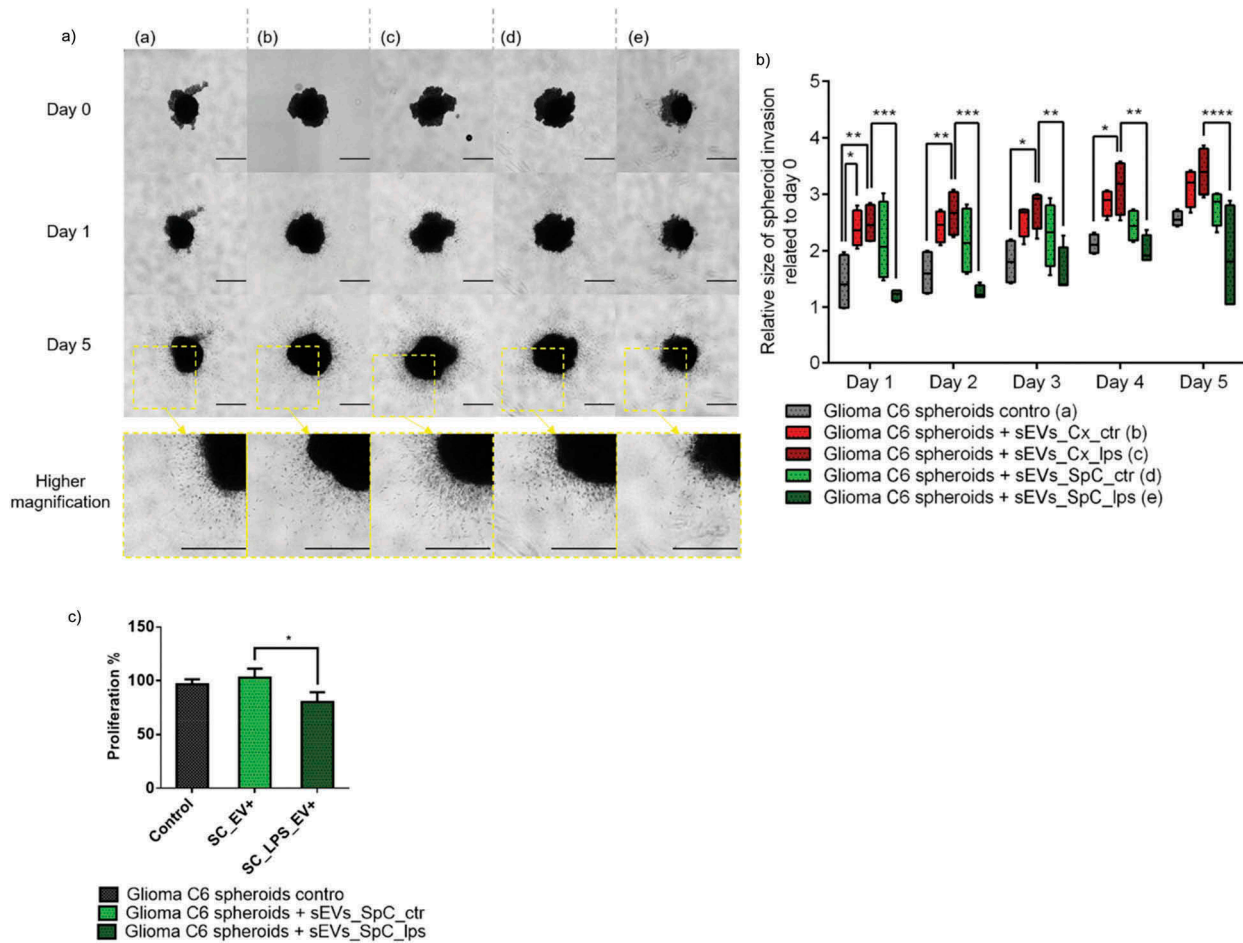 a)
(a) (b) (c) (d) (e)
Day 0
Day 1
Day 5
Higher
magnification
b)
Relative size of spheroid invasion
related to day 0
5
4
3
2
1
0
** * *** ** *** * ** * ** ****
Day 1 Day 2 Day 3 Day 4 Day 5
Glioma C6 spheroids contro (a)
Glioma C6 spheroids + sEVs_Cx_ctr (b)
Glioma C6 spheroids + sEVs_Cx_lps (c)
Glioma C6 spheroids + sEVs_SpC_ctr (d)
Glioma C6 spheroids + sEVs_SpC_lps (e)
c)
Proliferation %
150
100
50
0
*
Control
SC_EV+
SC_LPS_EV+
Glioma C6 spheroids contro
Glioma C6 spheroids + sEVs_SpC_ctr
Glioma C6 spheroids + sEVs_SpC_lps